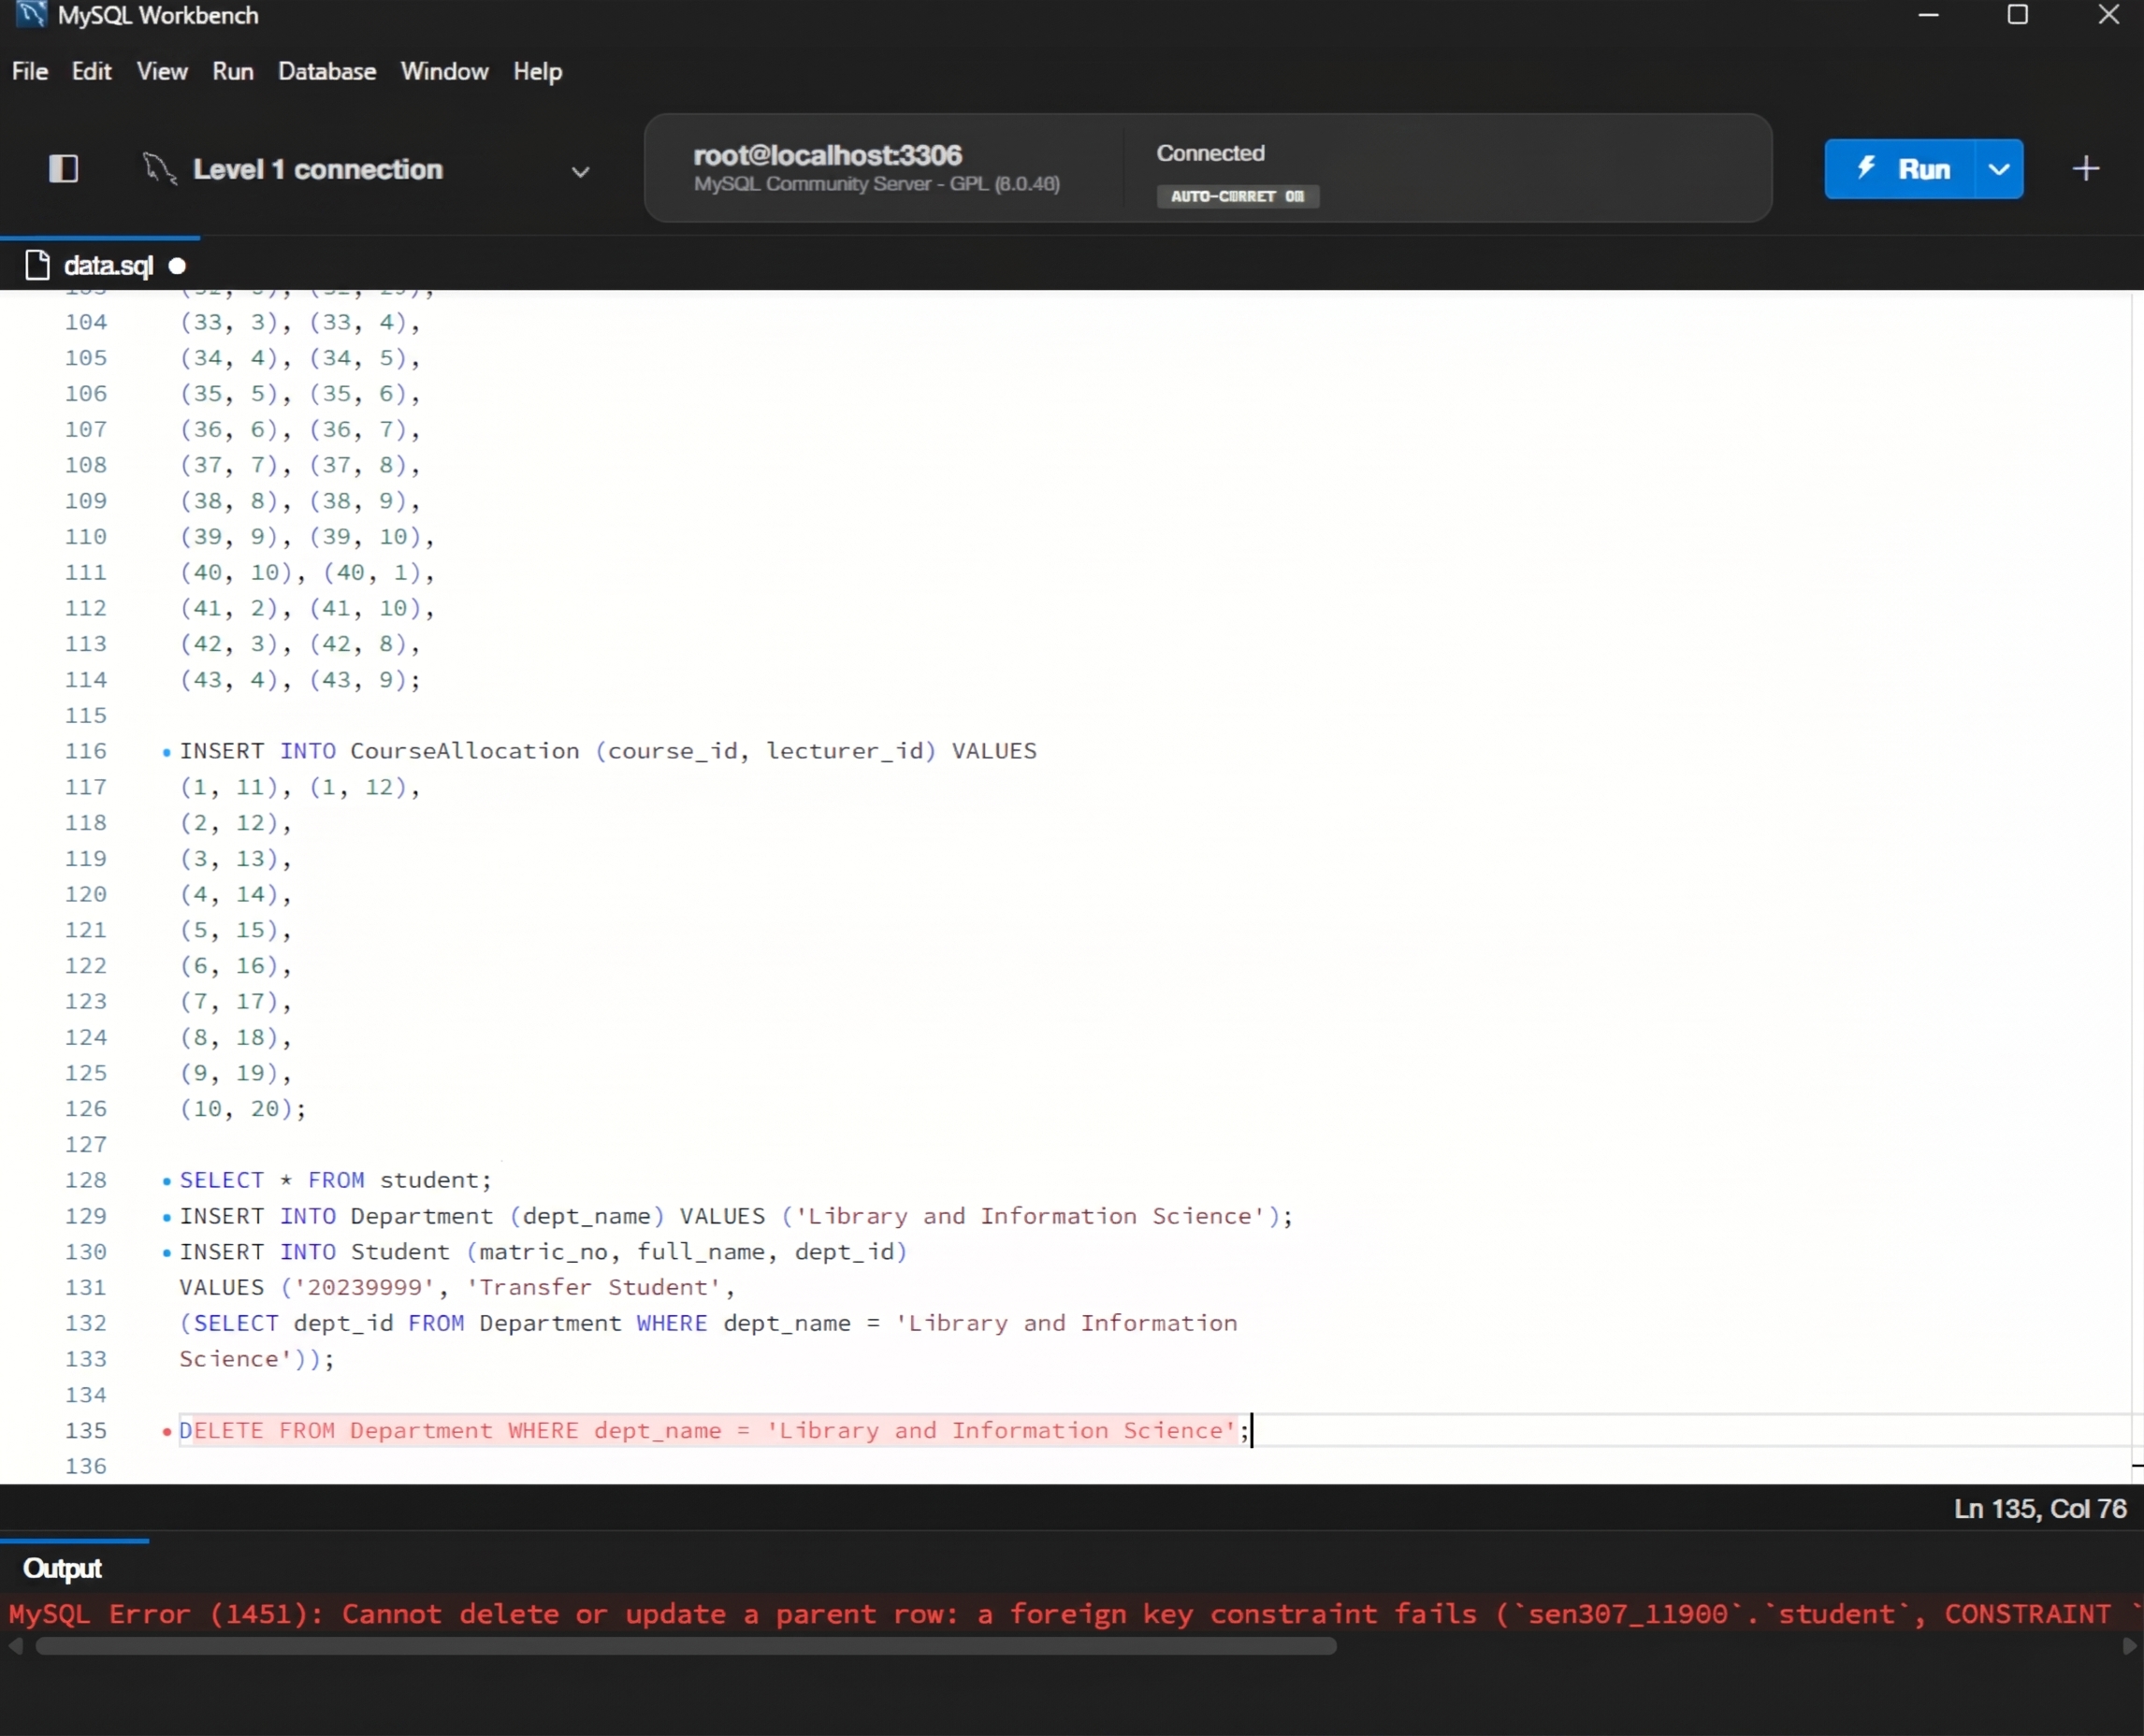 MySQL Workbench
File Edit View Run Database Window Help
Level 1 connection
root@localhost:3306
MySQL Community Server - GPL (8.0.40)
Connected
Run
data.sql
104 (33, 3), (33, 4),
105 (34, 4), (34, 5),
106 (35, 5), (35, 6),
107 (36, 6), (36, 7),
108 (37, 7), (37, 8),
109 (38, 8), (38, 9),
110 (39, 9), (39, 10),
111 (40, 10), (40, 1),
112 (41, 2), (41, 10),
113 (42, 3), (42, 8),
114 (43, 4), (43, 9);
115
116 INSERT INTO CourseAllocation (course_id, lecturer_id) VALUES
117 (1, 11), (1, 12),
118 (2, 12),
119 (3, 13),
120 (4, 14),
121 (5, 15),
122 (6, 16),
123 (7, 17),
124 (8, 18),
125 (9, 19),
126 (10, 20);
127
128 SELECT * FROM student;
129 INSERT INTO Department (dept_name) VALUES ('Library and Information Science');
130 INSERT INTO Student (matric_no, full_name, dept_id)
131 VALUES ('20239999', 'Transfer Student',
132 (SELECT dept_id FROM Department WHERE dept_name = 'Library and Information
133 Science'));
134
135 DELETE FROM Department WHERE dept_name = 'Library and Information Science';
136
Ln 135, Col 76
Output
MySQL Error (1451): Cannot delete or update a parent row: a foreign key constraint fails (`sen307_11900`.`student`, CONSTRAINT `